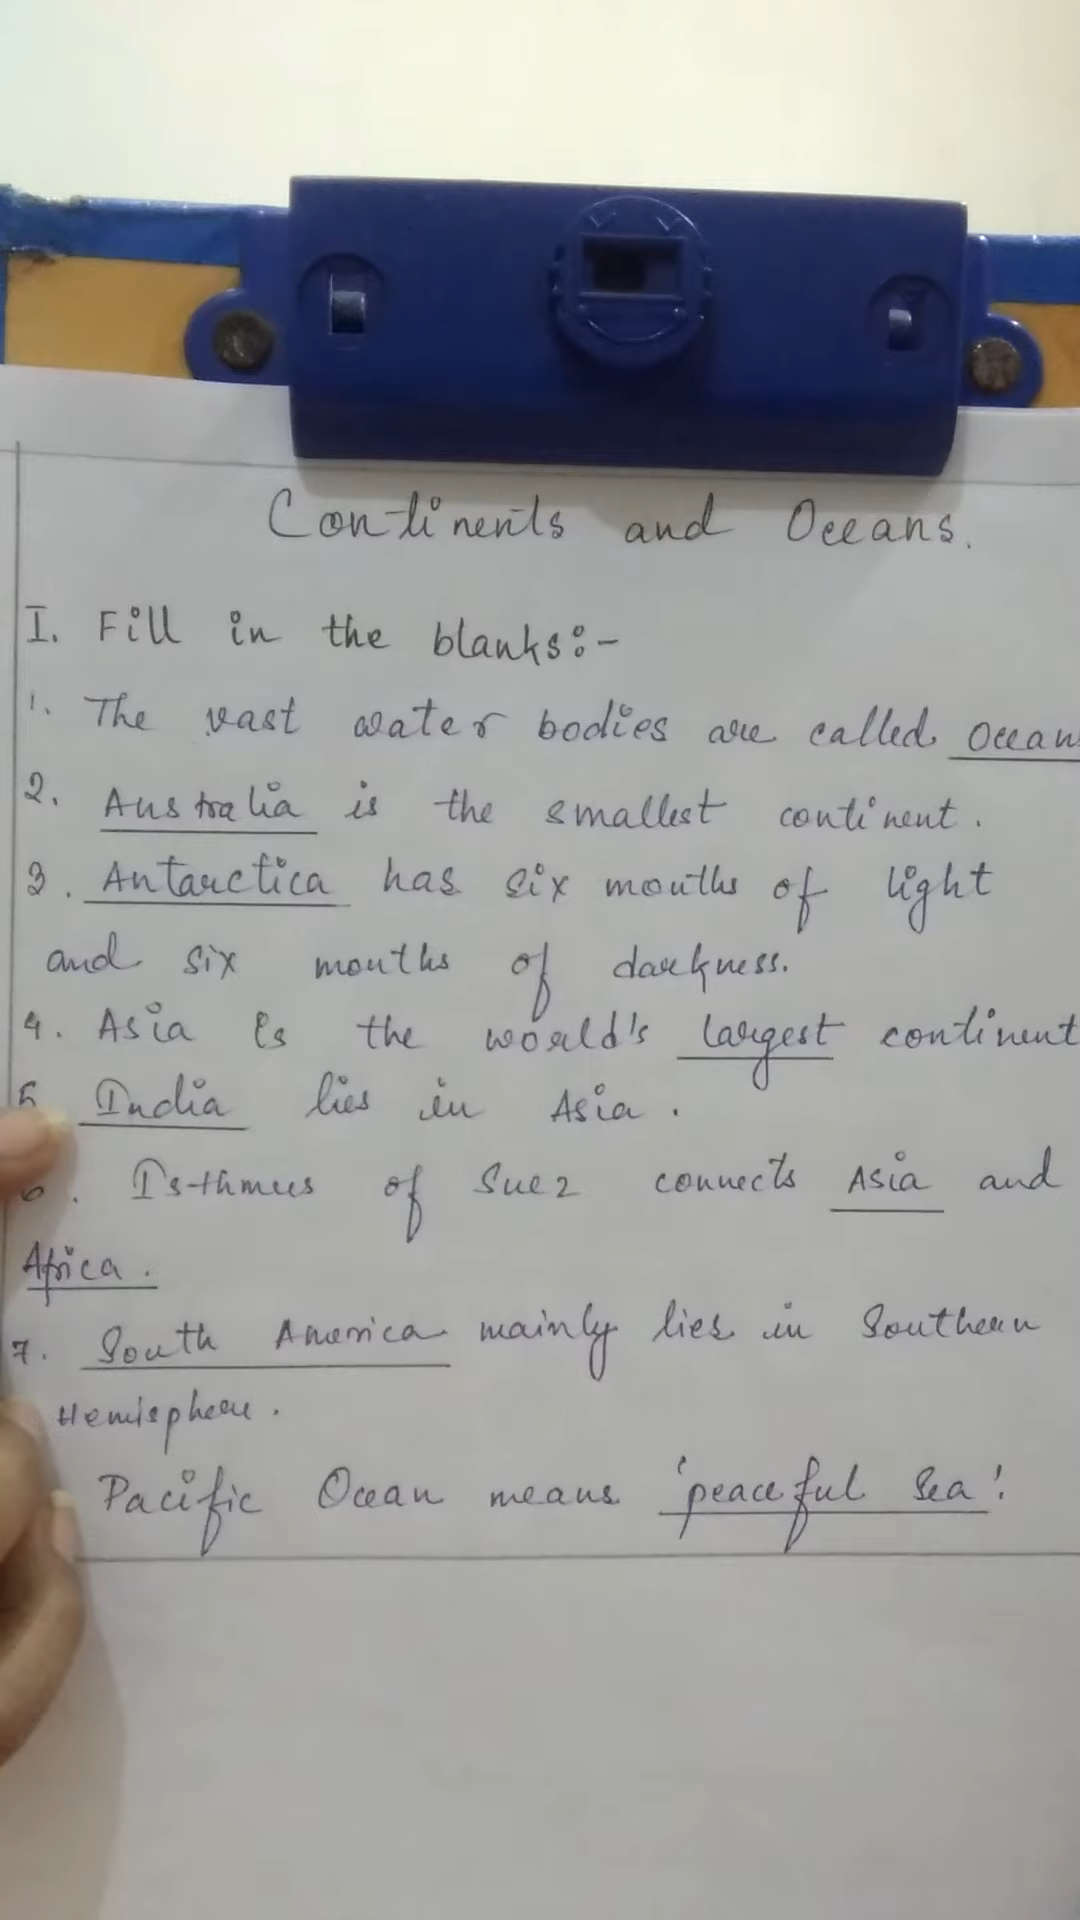 Continents and Oceans.
I. Fill in the blanks:-
1. The vast water bodies are called Ocean
2. Australia is the smallest continent.
3. Antarctica has six months of light
and six months of darkness.
4. Asia is the world's largest continent
5 India lies in Asia.
6. Isthmus of Suez connects Asia and
Africa.
7. South America mainly lies in Southern
Hemisphere.
Pacific Ocean means 'peaceful Sea'.